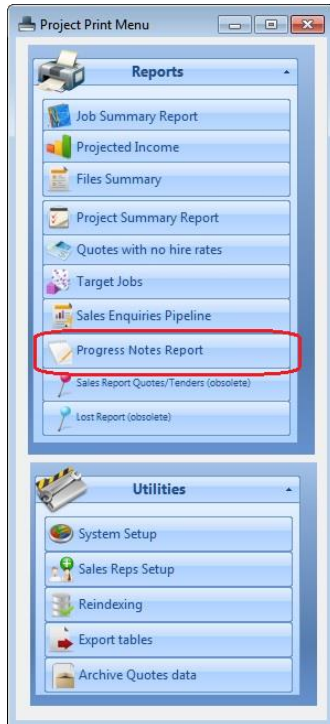 Project Print Menu
Reports
Job Summary Report
Projected Income
Files Summary
Project Summary Report
Quotes with no hire rates
Target Jobs
Sales Enquiries Pipeline
Progress Notes Report
Sales Report Quotes/Tenders (obsolete)
Lost Report (obsolete)
Utilities
System Setup
Sales Reps Setup
Reindexing
Export tables
Archive Quotes data